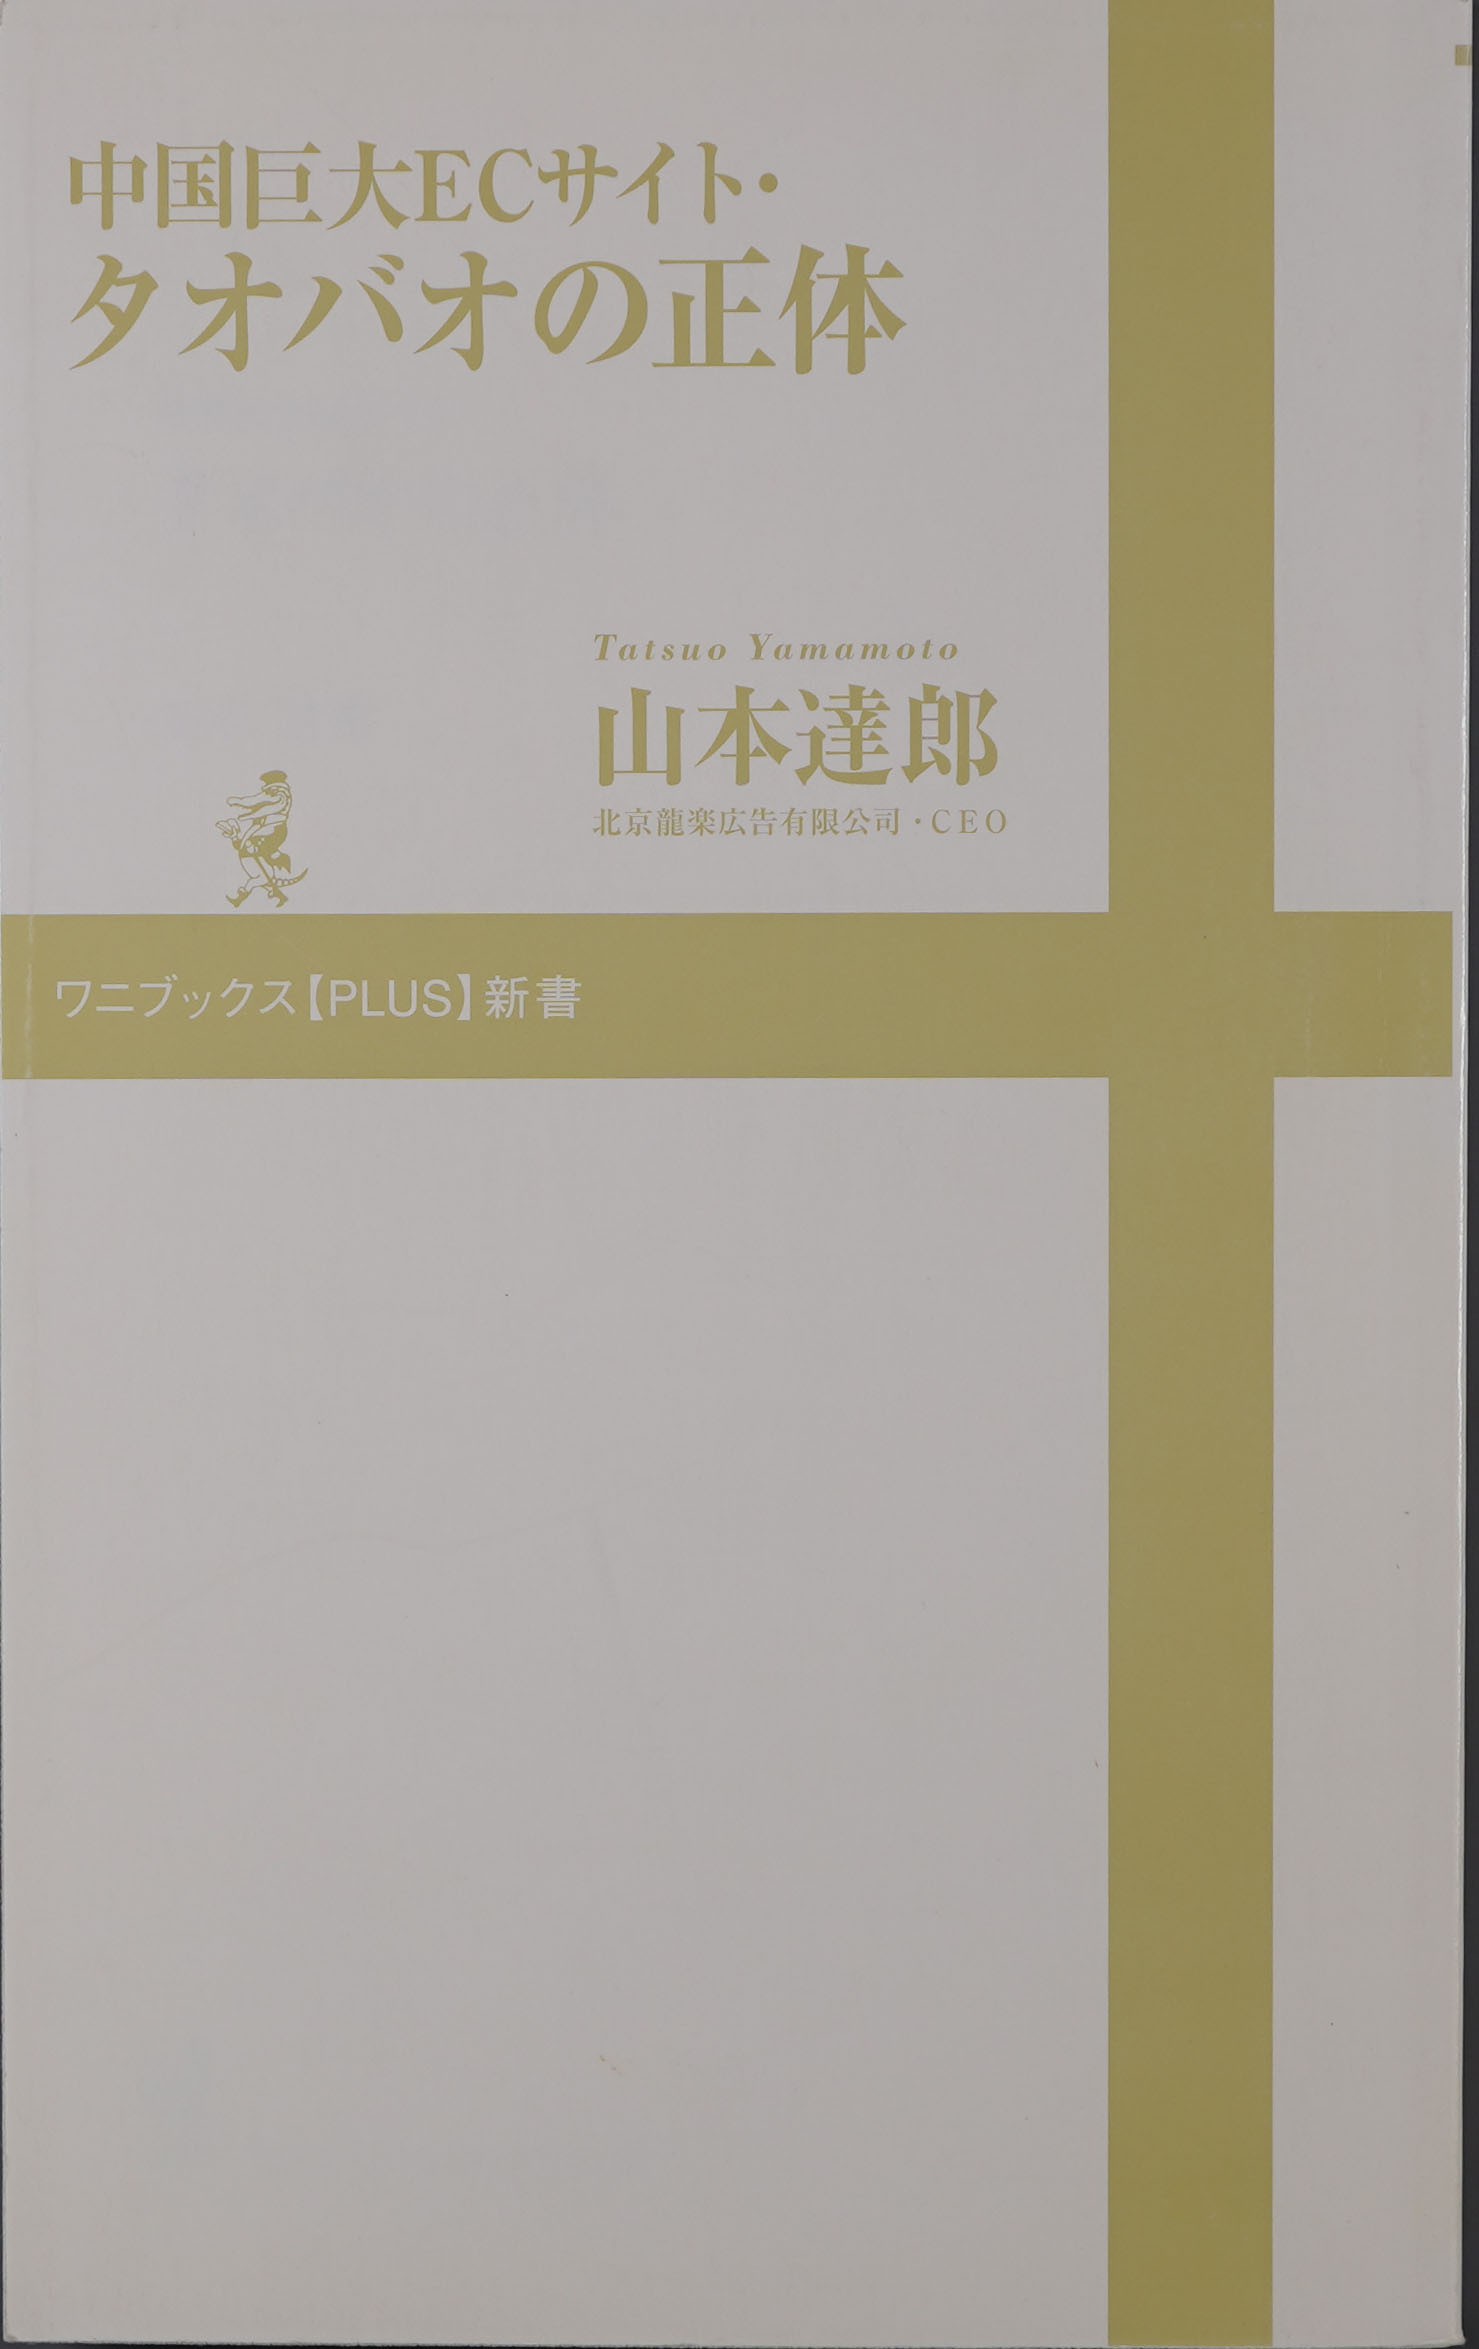 中国巨大ECサイト・
タオバオの正体
Tatsuo Yamamoto
山本達郎
北京龍楽広告有限公司・CEO
ワニブックス【PLUS】新書